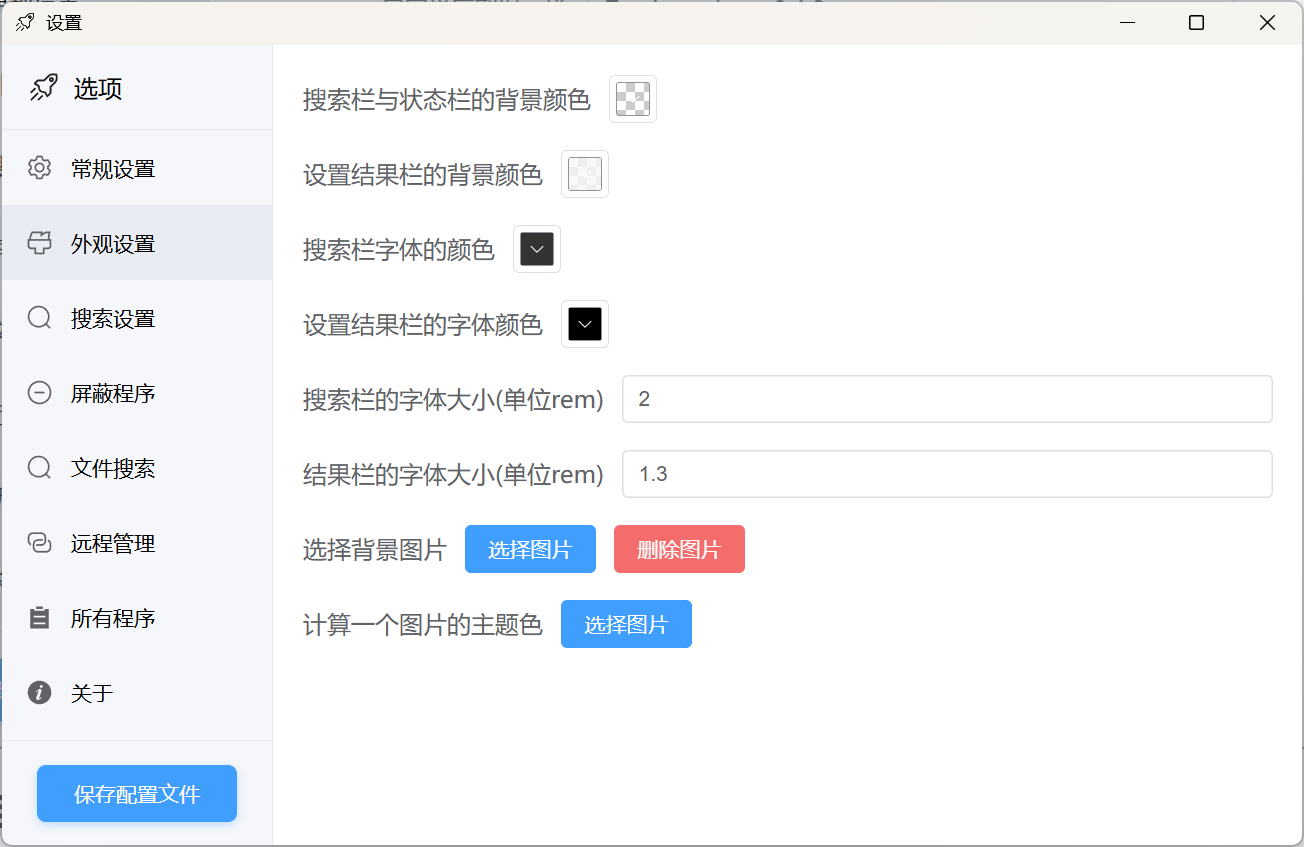 设置
选项
常规设置
外观设置
搜索设置
屏蔽程序
文件搜索
远程管理
所有程序
关于
保存配置文件
搜索栏与状态栏的背景颜色
设置结果栏的背景颜色
搜索栏字体的颜色
设置结果栏的字体颜色
搜索栏的字体大小(单位rem) 2
结果栏的字体大小(单位rem) 1.3
选择背景图片 选择图片 删除图片
计算一个图片的主题色 选择图片